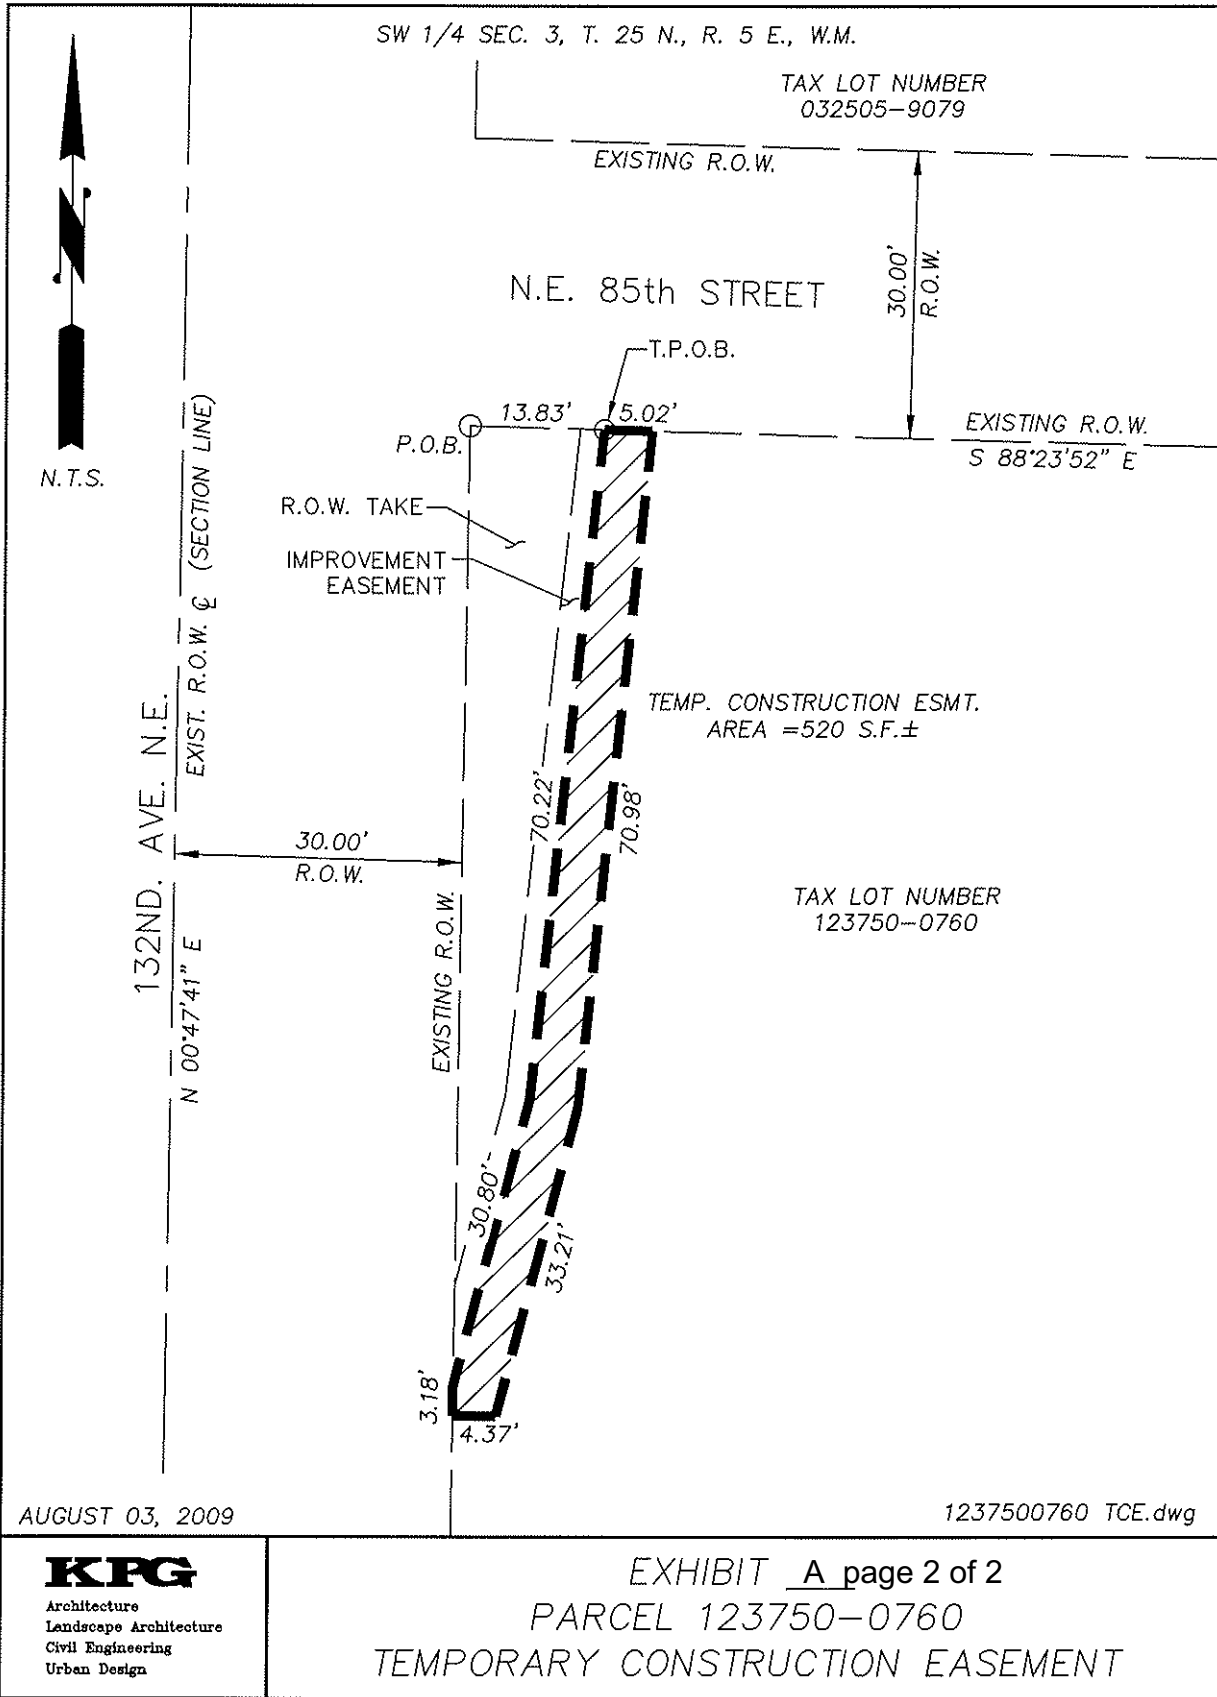 SW 1/4 SEC. 3, T. 25 N., R. 5 E., W.M.
TAX LOT NUMBER
032505-9079
EXISTING R.O.W.
30.00'
R.O.W.
N.E. 85th STREET
T.P.O.B.
13.83'
5.02'
P.O.B.
EXISTING R.O.W.
S 88°23'52" E
N
N.T.S.
R.O.W. TAKE
IMPROVEMENT
EASEMENT
132ND. AVE. N.E.
EXIST. R.O.W. ℄ (SECTION LINE)
N 00°47'41" E
TEMP. CONSTRUCTION ESMT.
AREA =520 S.F.±
70.22'
70.98'
30.00'
R.O.W.
EXISTING R.O.W.
TAX LOT NUMBER
123750-0760
30.80'
33.21'
3.18'
4.37'
AUGUST 03, 2009
1237500760 TCE.dwg
KPG
Architecture
Landscape Architecture
Civil Engineering
Urban Design
EXHIBIT A page 2 of 2
PARCEL 123750-0760
TEMPORARY CONSTRUCTION EASEMENT